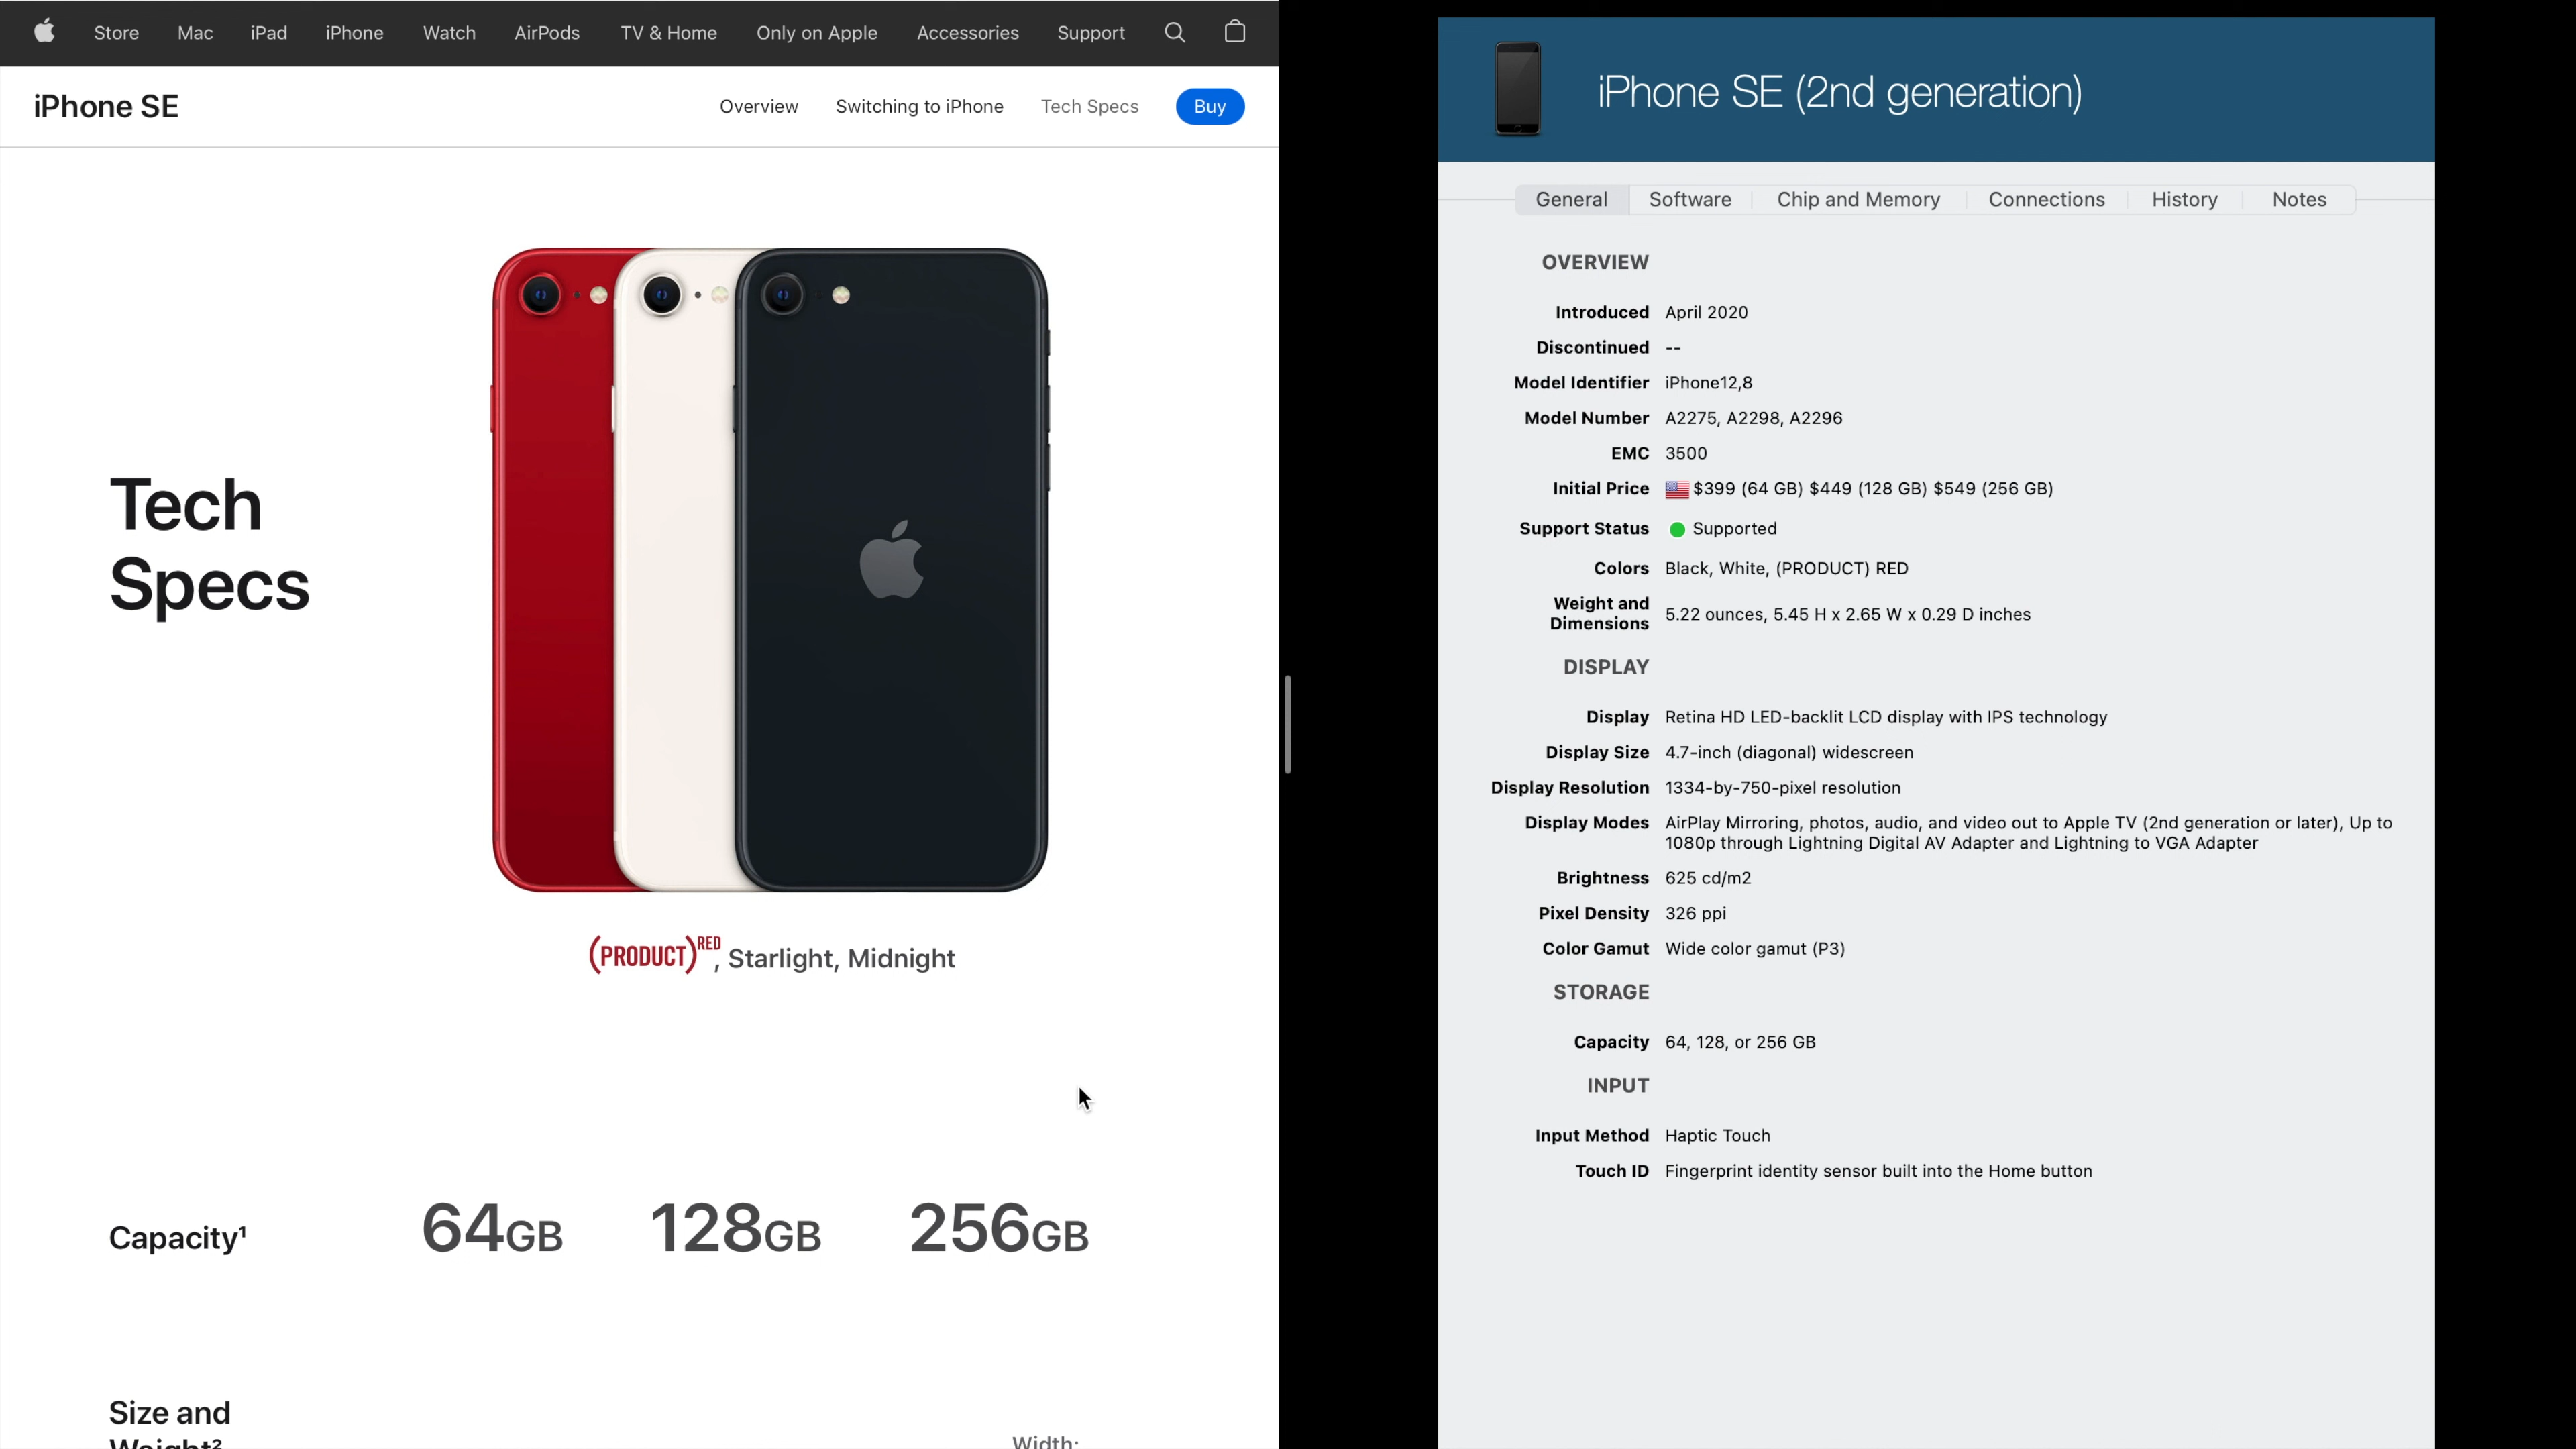 Store Mac iPad iPhone Watch AirPods TV & Home Only on Apple Accessories Support
iPhone SE
Overview Switching to iPhone Tech Specs Buy
Tech
Specs
(PRODUCT)RED, Starlight, Midnight
Capacity¹ 64GB 128GB 256GB
Size and
Weight²
Width:
iPhone SE (2nd generation)
General Software Chip and Memory Connections History Notes
OVERVIEW
Introduced April 2020
Discontinued --
Model Identifier iPhone12,8
Model Number A2275, A2298, A2296
EMC 3500
Initial Price $399 (64 GB) $449 (128 GB) $549 (256 GB)
Support Status Supported
Colors Black, White, (PRODUCT) RED
Weight and
Dimensions 5.22 ounces, 5.45 H x 2.65 W x 0.29 D inches
DISPLAY
Display Retina HD LED-backlit LCD display with IPS technology
Display Size 4.7-inch (diagonal) widescreen
Display Resolution 1334-by-750-pixel resolution
Display Modes AirPlay Mirroring, photos, audio, and video out to Apple TV (2nd generation or later), Up to
1080p through Lightning Digital AV Adapter and Lightning to VGA Adapter
Brightness 625 cd/m2
Pixel Density 326 ppi
Color Gamut Wide color gamut (P3)
STORAGE
Capacity 64, 128, or 256 GB
INPUT
Input Method Haptic Touch
Touch ID Fingerprint identity sensor built into the Home button